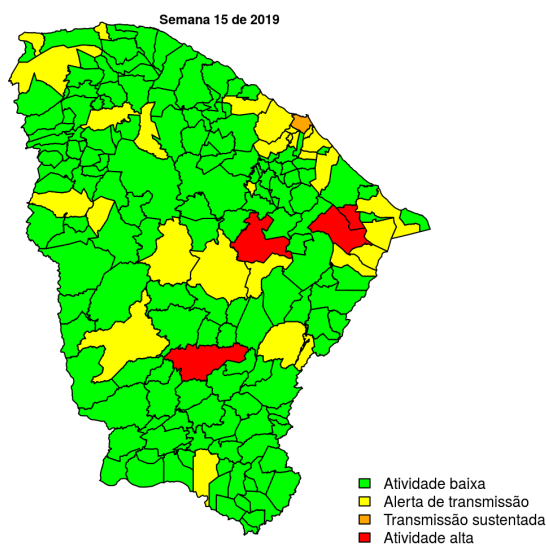 Semana 15 de 2019
Atividade baixa
Alerta de transmissão
Transmissão sustentada
Atividade alta